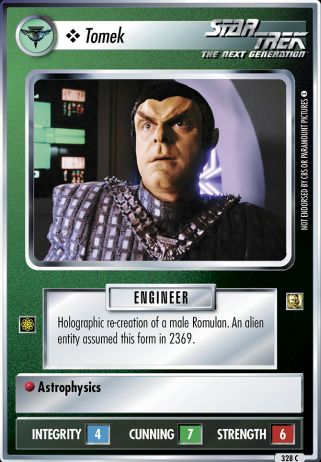 ❖ Tomek
STAR TREK
THE NEXT GENERATION
NOT ENDORSED BY CBS OR PARAMOUNT PICTURES
ENGINEER
Holographic re-creation of a male Romulan. An alien
entity assumed this form in 2369.
Astrophysics
INTEGRITY 4 CUNNING 7 STRENGTH 6
328 C